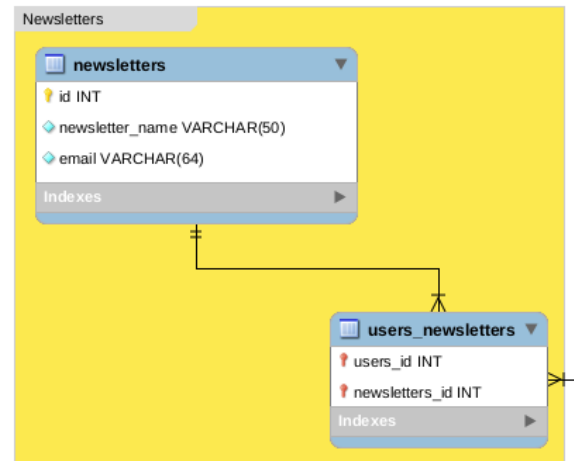 Newsletters
newsletters
id INT
newsletter_name VARCHAR(50)
email VARCHAR(64)
Indexes
users_newsletters
users_id INT
newsletters_id INT
Indexes